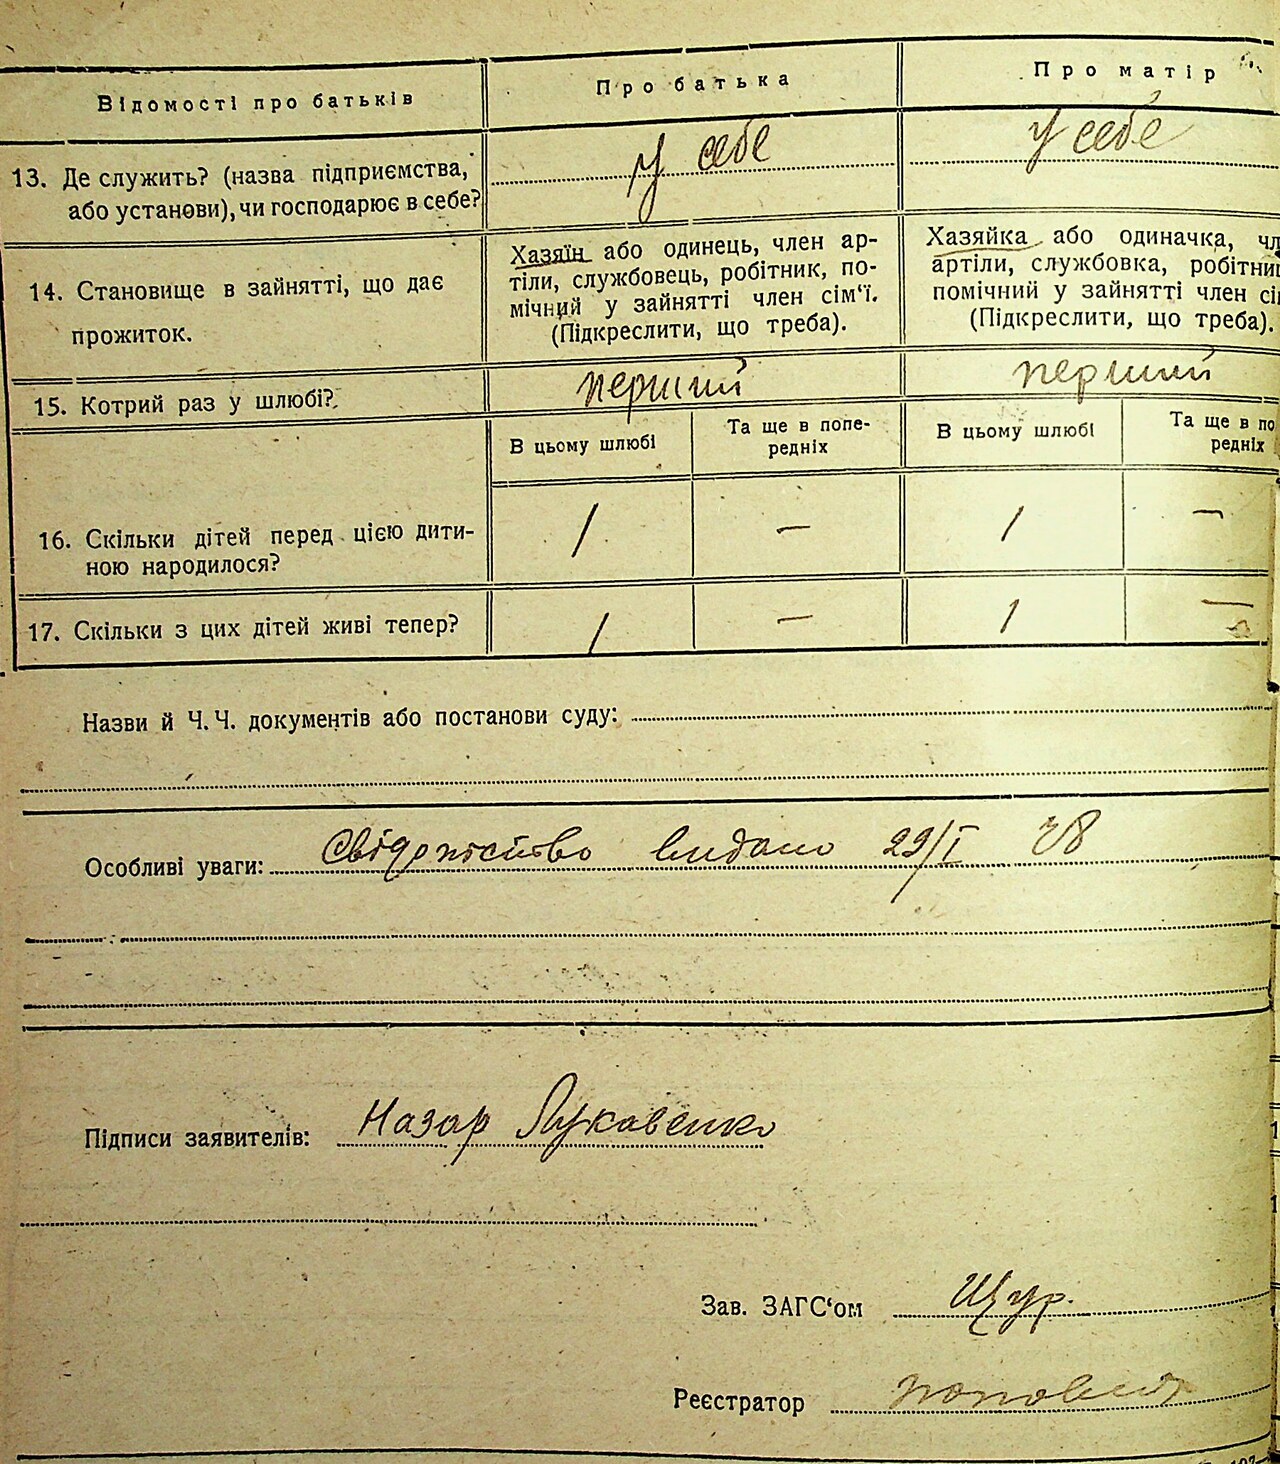 Відомості про батьків
Про батька
Про матір
13. Де служить? (назва підприємства,
або установи), чи господарює в себе?
у себе
у себе
14. Становище в зайнятті, що дає
прожиток.
Хазяїн або одинець, член ар-
тіли, службовець, робітник, по-
мічний у зайнятті член сім‘ї.
(Підкреслити, що треба).
Хазяйка або одиначка, чл
артіли, службовка, робітни
помічний у зайнятті член сі
(Підкреслити, що треба).
15. Котрий раз у шлюбі?
перший
перший
В цьому шлюбі
Та ще в попе-
редніх
В цьому шлюбі
Та ще в по
редніх
16. Скільки дітей перед цією дити-
ною народилося?
1
—
1
—
17. Скільки з цих дітей живі тепер?
1
—
1
—
Назви й Ч.Ч. документів або постанови суду:
Особливі уваги: Свідоцтво видано 29/I
Підписи заявителів: Назар Лукавенко
Зав. ЗАГС‘ом Щур.
Реєстратор